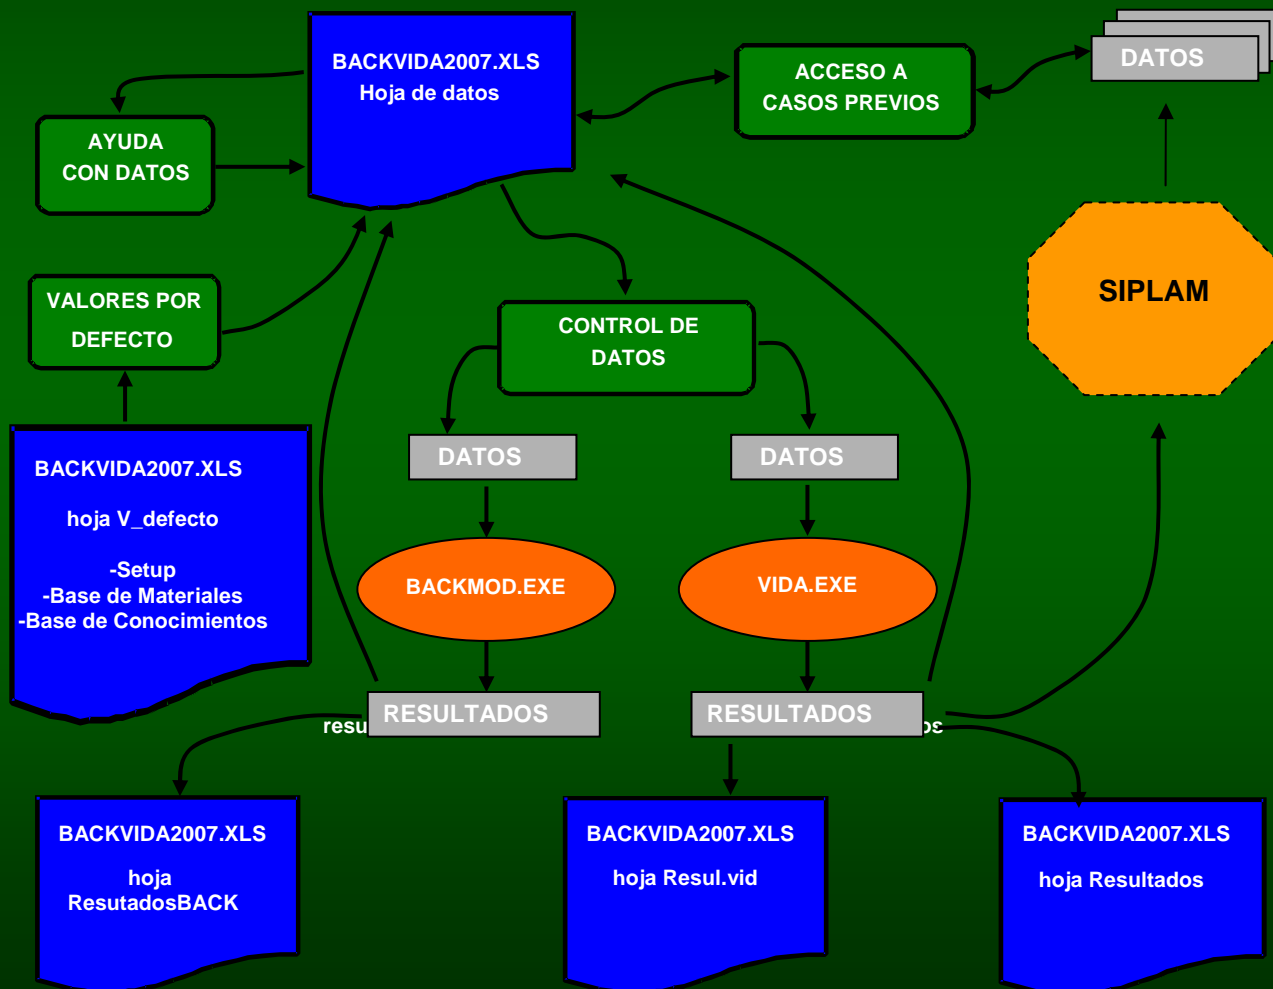 BACKVIDA2007.XLS
Hoja de datos
ACCESO A
CASOS PREVIOS
DATOS
AYUDA
CON DATOS
SIPLAM
VALORES POR
DEFECTO
CONTROL DE
DATOS
BACKVIDA2007.XLS
hoja V_defecto
-Setup
-Base de Materiales
-Base de Conocimientos
DATOS
DATOS
BACKMOD.EXE
VIDA.EXE
RESULTADOS
RESULTADOS
BACKVIDA2007.XLS
hoja
ResutadosBACK
BACKVIDA2007.XLS
hoja Resul.vid
BACKVIDA2007.XLS
hoja Resultados